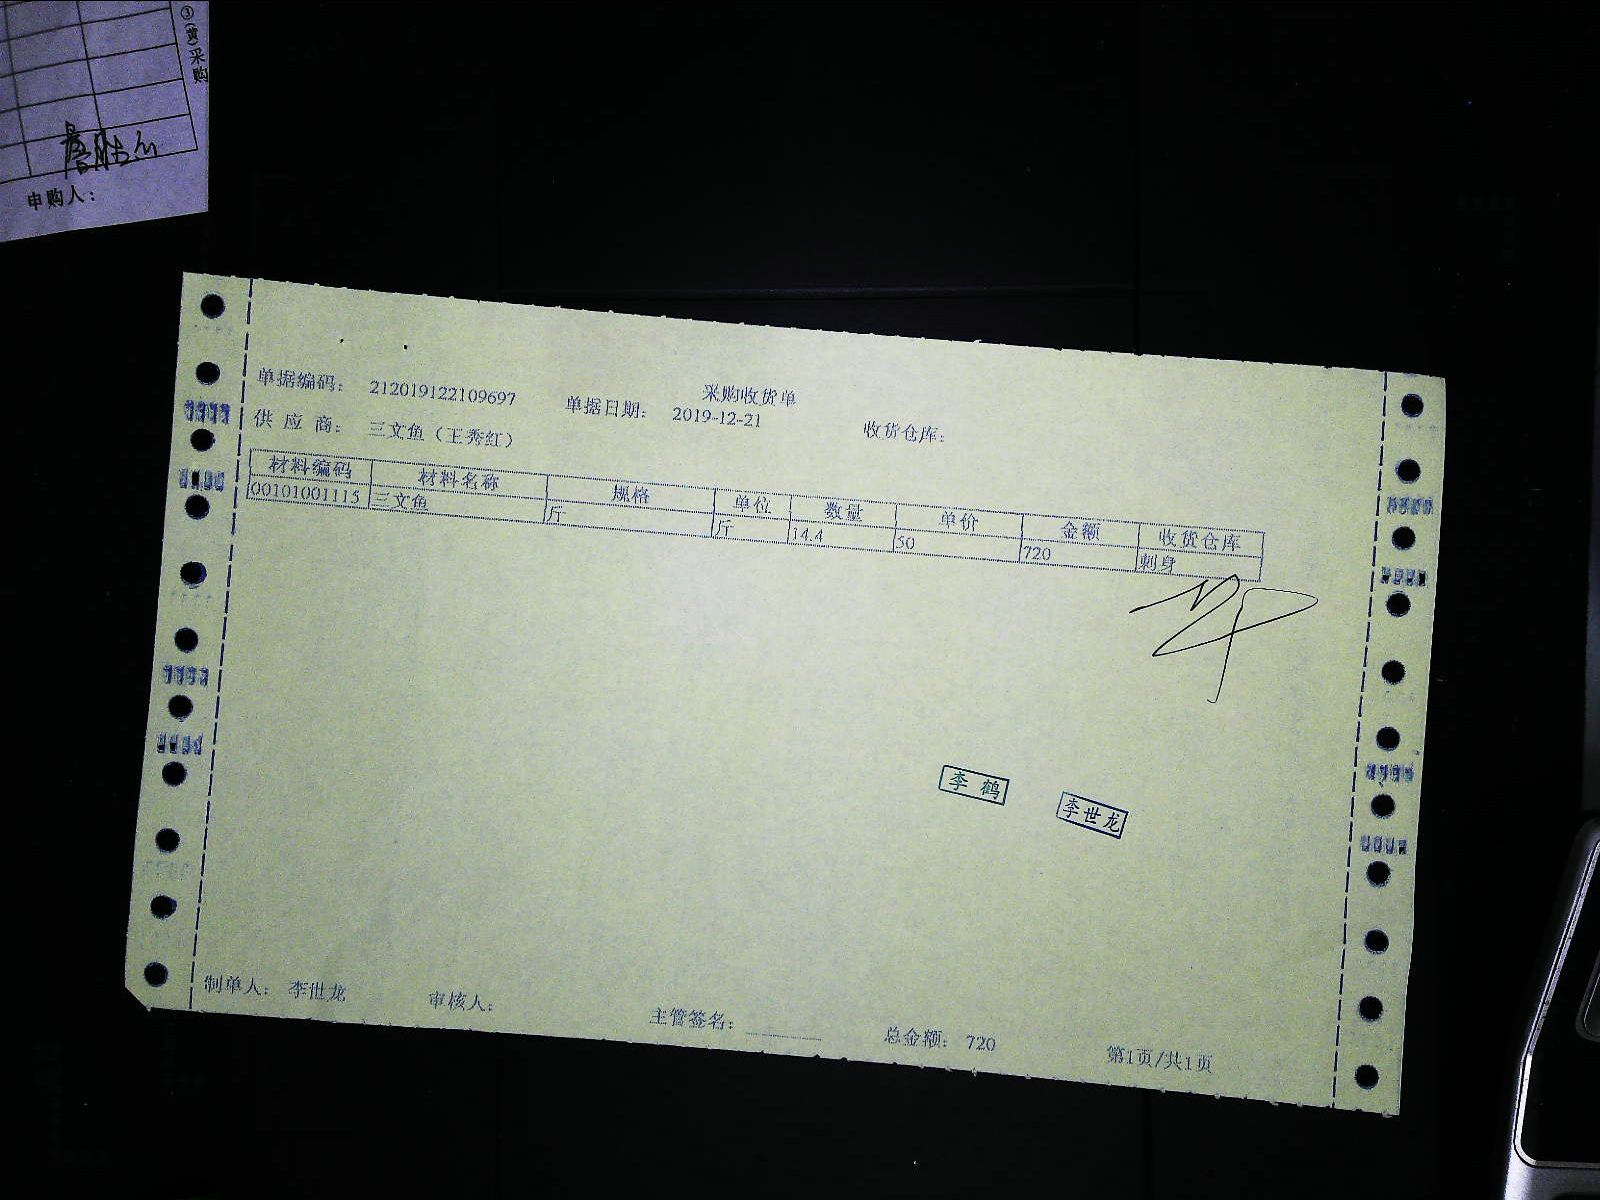 ③(黄)采购
申购人：
采购收货单
单据编码： 212019122109697 单据日期： 2019-12-21 收货仓库：
供 应 商： 三文鱼（王秀红）
材料编码 材料名称 规格 单位 数量 单价 金额 收货仓库
00101001115 三文鱼 斤 斤 14.4 50 720 刺身
李 鹤
李世龙
制单人： 李世龙 审核人： 主管签名： 总金额： 720 第1页/共1页